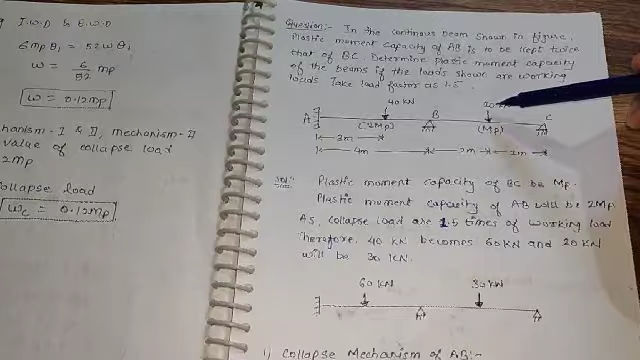 I.W.D & E.W.D
6mp θ1 = 52w θ1
w = 6/52 mp
w = 0.12mp
hanism-I & II, mechanism-II
value of collapse load
2mp
collapse load
wc = 0.12mp
Question:- In the continous beam shown in figure.
Plastic moment capacity of AB is to be kept twice
that of BC. Determine plastic moment capacity
of the beams if the loads shown are working
loads. Take load factor as 1.5
40 KN
20
A
B
C
(2Mp)
(Mp)
3m
4m
2m
2m
Soln:
Plastic moment capacity of BC be Mp.
Plastic moment capacity of AB will be 2Mp.
As, collapse load are 1.5 times of working load
Therefore, 40 KN becomes 60 KN and 20 KN
will be 30 KN.
60 KN
30 KN
1) Collapse Mechanism of AB:-